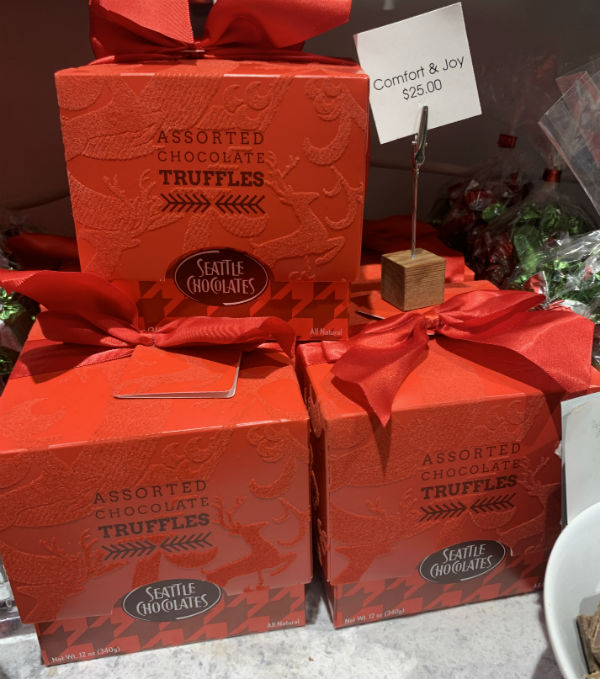 Comfort & Joy
$25.00
ASSORTED
CHOCOLATE
TRUFFLES
SEATTLE
CHOCOLATES
All Natural
ASSORTED
CHOCOLATE
TRUFFLES
SEATTLE
CHOCOLATES
Net Wt. 12 oz (340g)
All Natural
ASSORTED
CHOCOLATE
TRUFFLES
SEATTLE
CHOCOLATES
Net Wt. 12 oz (340g)